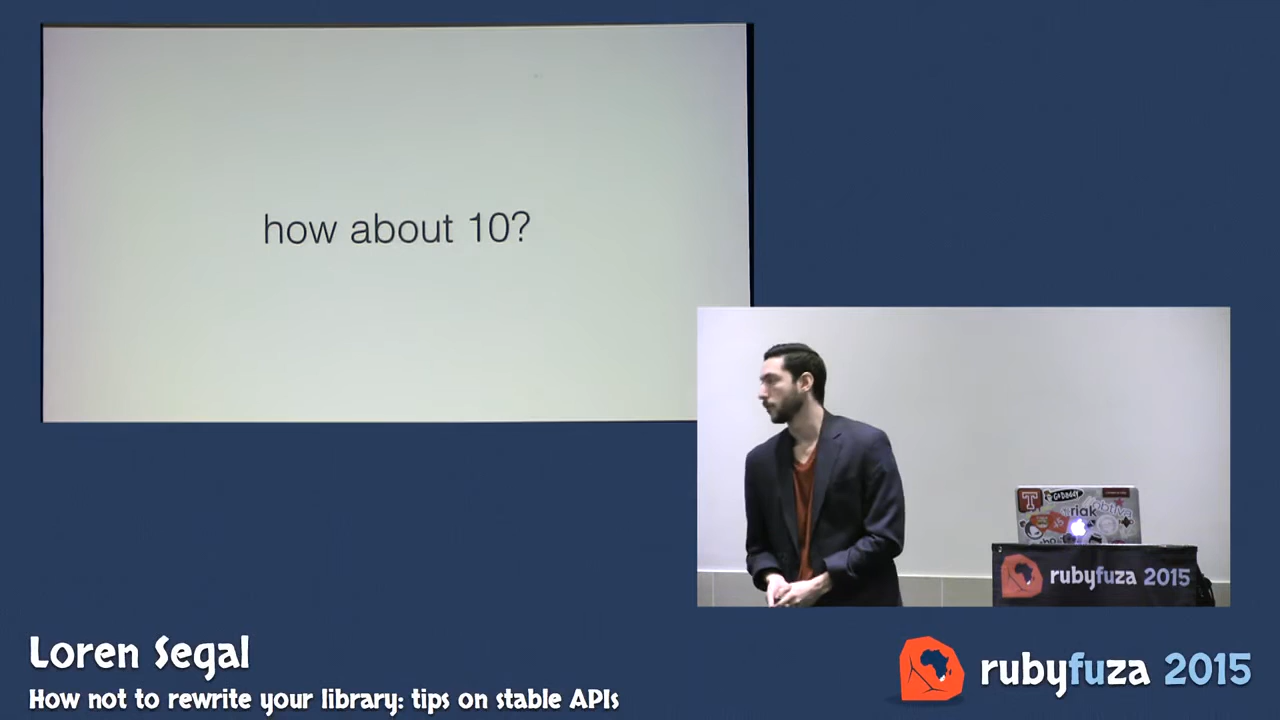 how about 10?
T
GoDaddy
riak
rubyfuza 2015
Loren Segal
How not to rewrite your library: tips on stable APIs
rubyfuza 2015